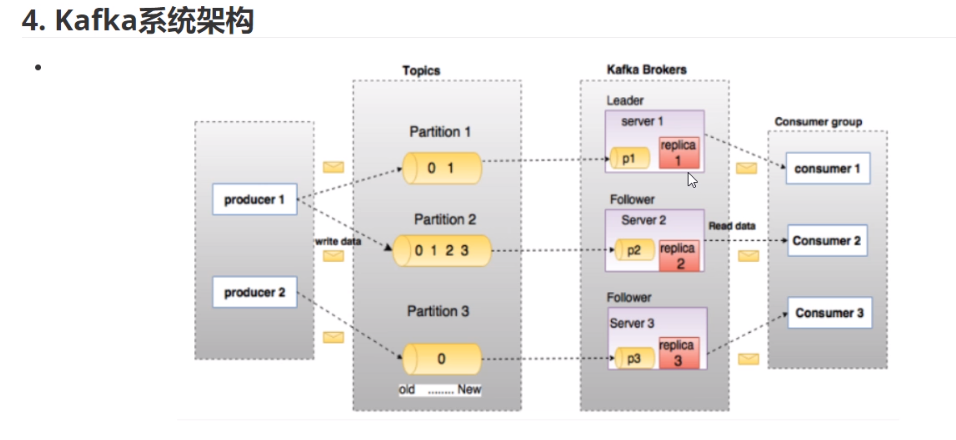 4. Kafka系统架构
Topics
Kafka Brokers
Consumer group
producer 1
producer 2
write data
Partition 1
0 1
Partition 2
0 1 2 3
Partition 3
0
old ........ New
Leader
server 1
p1
replica
1
Follower
Server 2
p2
replica
2
Follower
Server 3
p3
replica
3
Read data
consumer 1
Consumer 2
Consumer 3